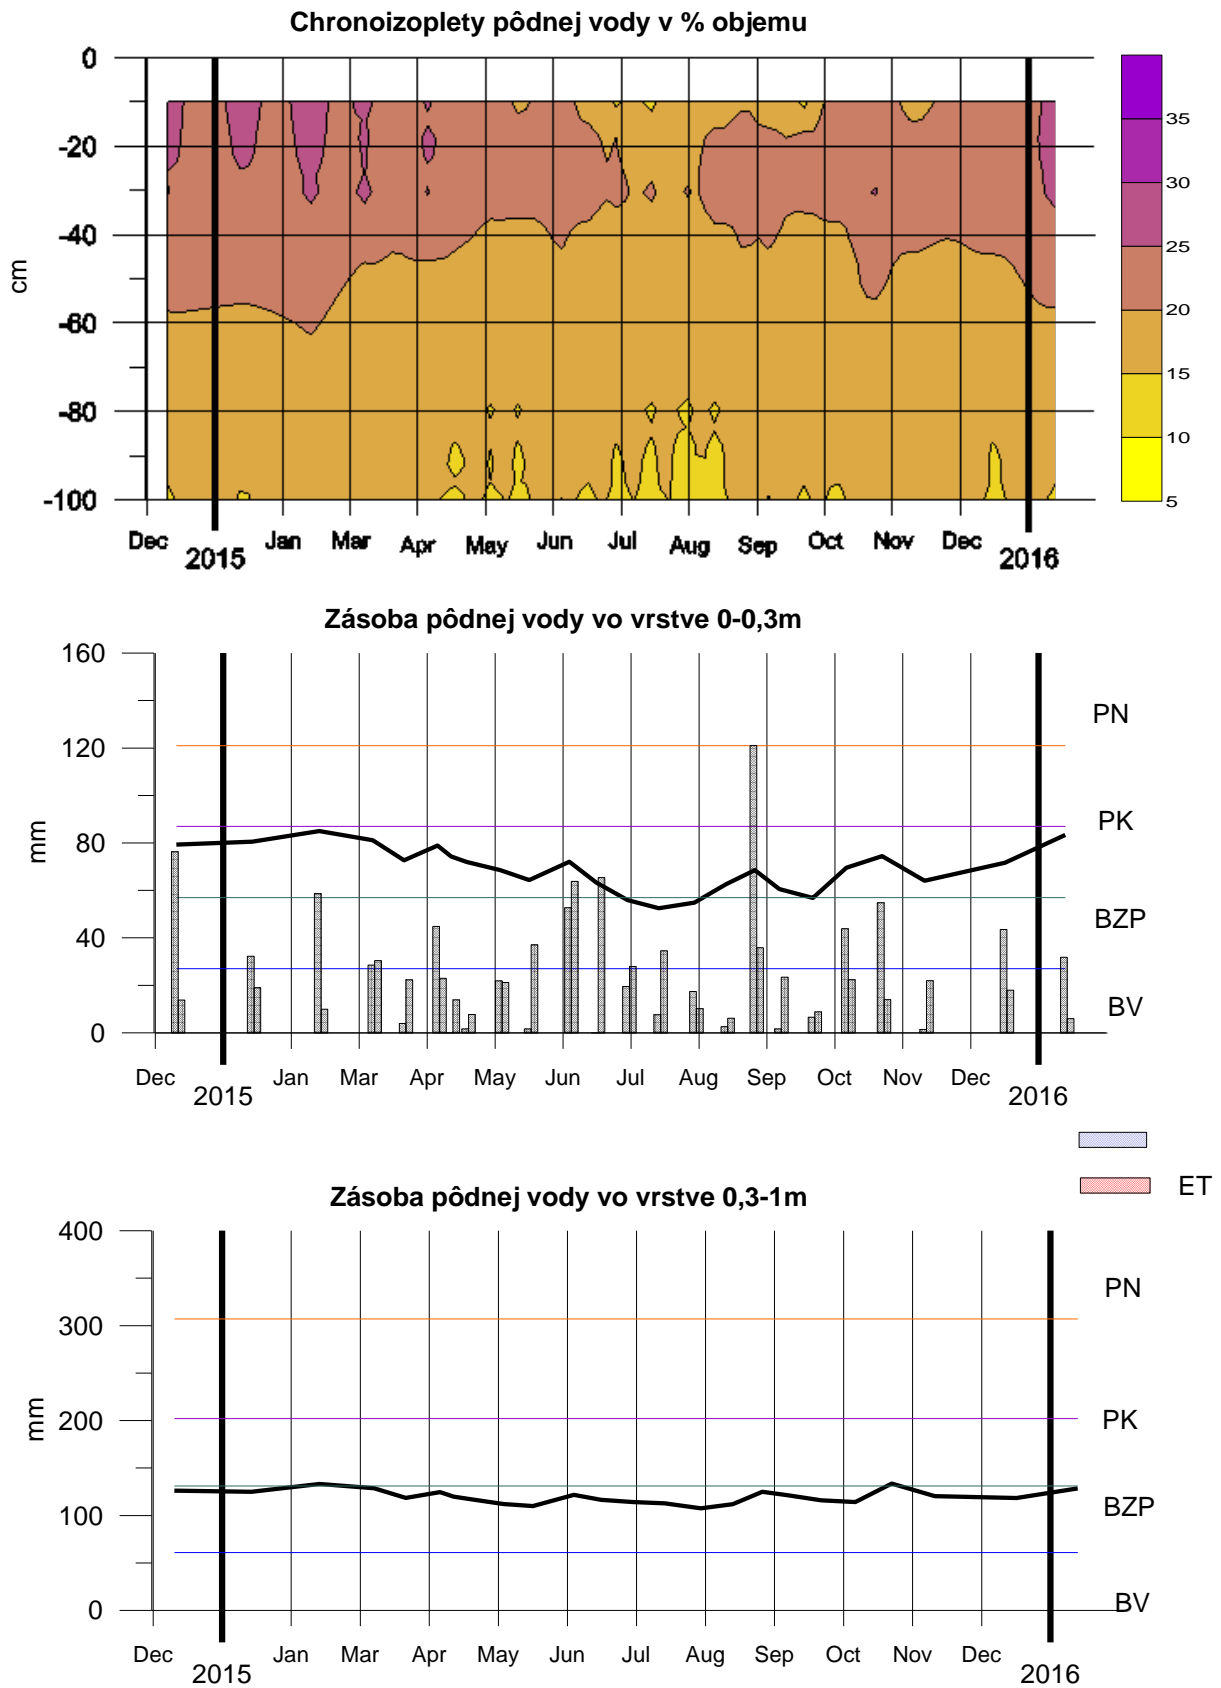 Chronoizoplety pôdnej vody v % objemu
0
-20
-40
-60
-80
-100
cm
35
30
25
20
15
10
5
Dec Jan Mar Apr May Jun Jul Aug Sep Oct Nov Dec
2015 2016
Zásoba pôdnej vody vo vrstve 0-0,3m
160
120
80
40
0
mm
PN
PK
BZP
BV
Dec Jan Mar Apr May Jun Jul Aug Sep Oct Nov Dec
2015 2016
ET
Zásoba pôdnej vody vo vrstve 0,3-1m
400
300
200
100
0
mm
PN
PK
BZP
BV
Dec Jan Mar Apr May Jun Jul Aug Sep Oct Nov Dec
2015 2016